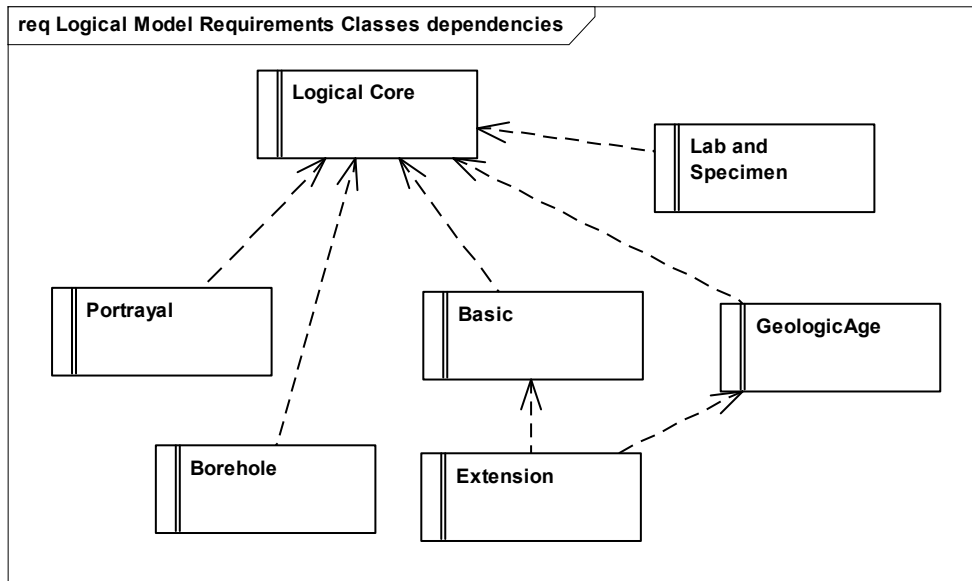 req Logical Model Requirements Classes dependencies
Logical Core
Lab and
Specimen
Portrayal
Basic
GeologicAge
Borehole
Extension